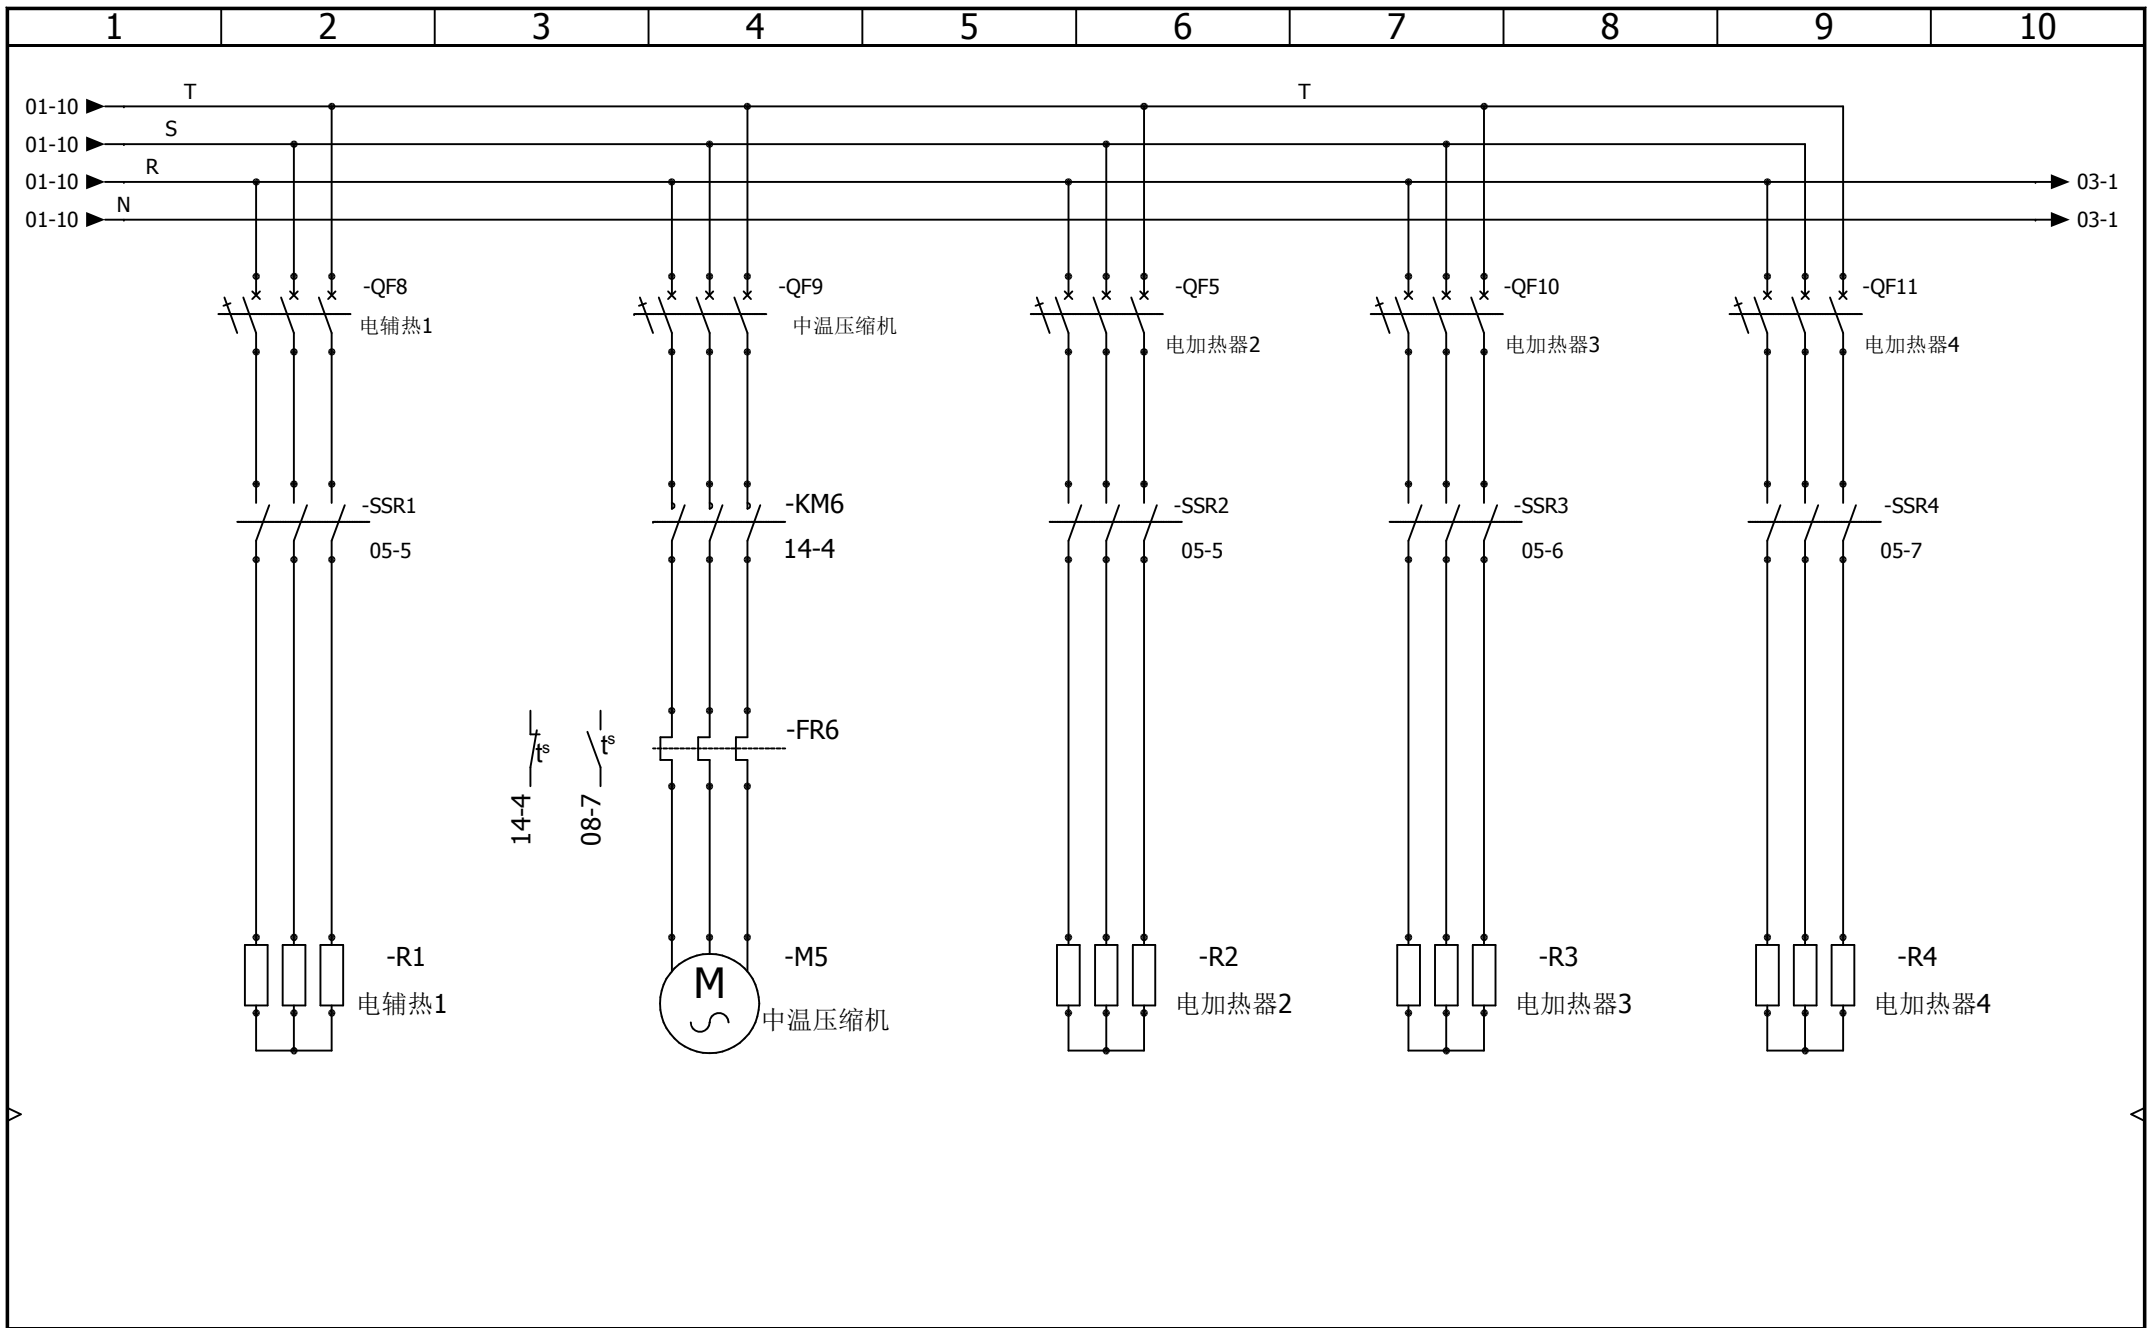 1 2 3 4 5 6 7 8 9 10
T T
01-10
S
01-10
R
01-10 03-1
N
01-10 03-1
-QF8 -QF9 -QF5 -QF10 -QF11
电辅热1 中温压缩机
电加热器2 电加热器3 电加热器4
-SSR1 -KM6 -SSR2 -SSR3 -SSR4
05-5 14-4 05-5 05-6 05-7
-FR6
tˢ tˢ
14-4 08-7
-R1 -M5 -R2 -R3 -R4
M
电辅热1 电加热器2 电加热器3 电加热器4
中温压缩机